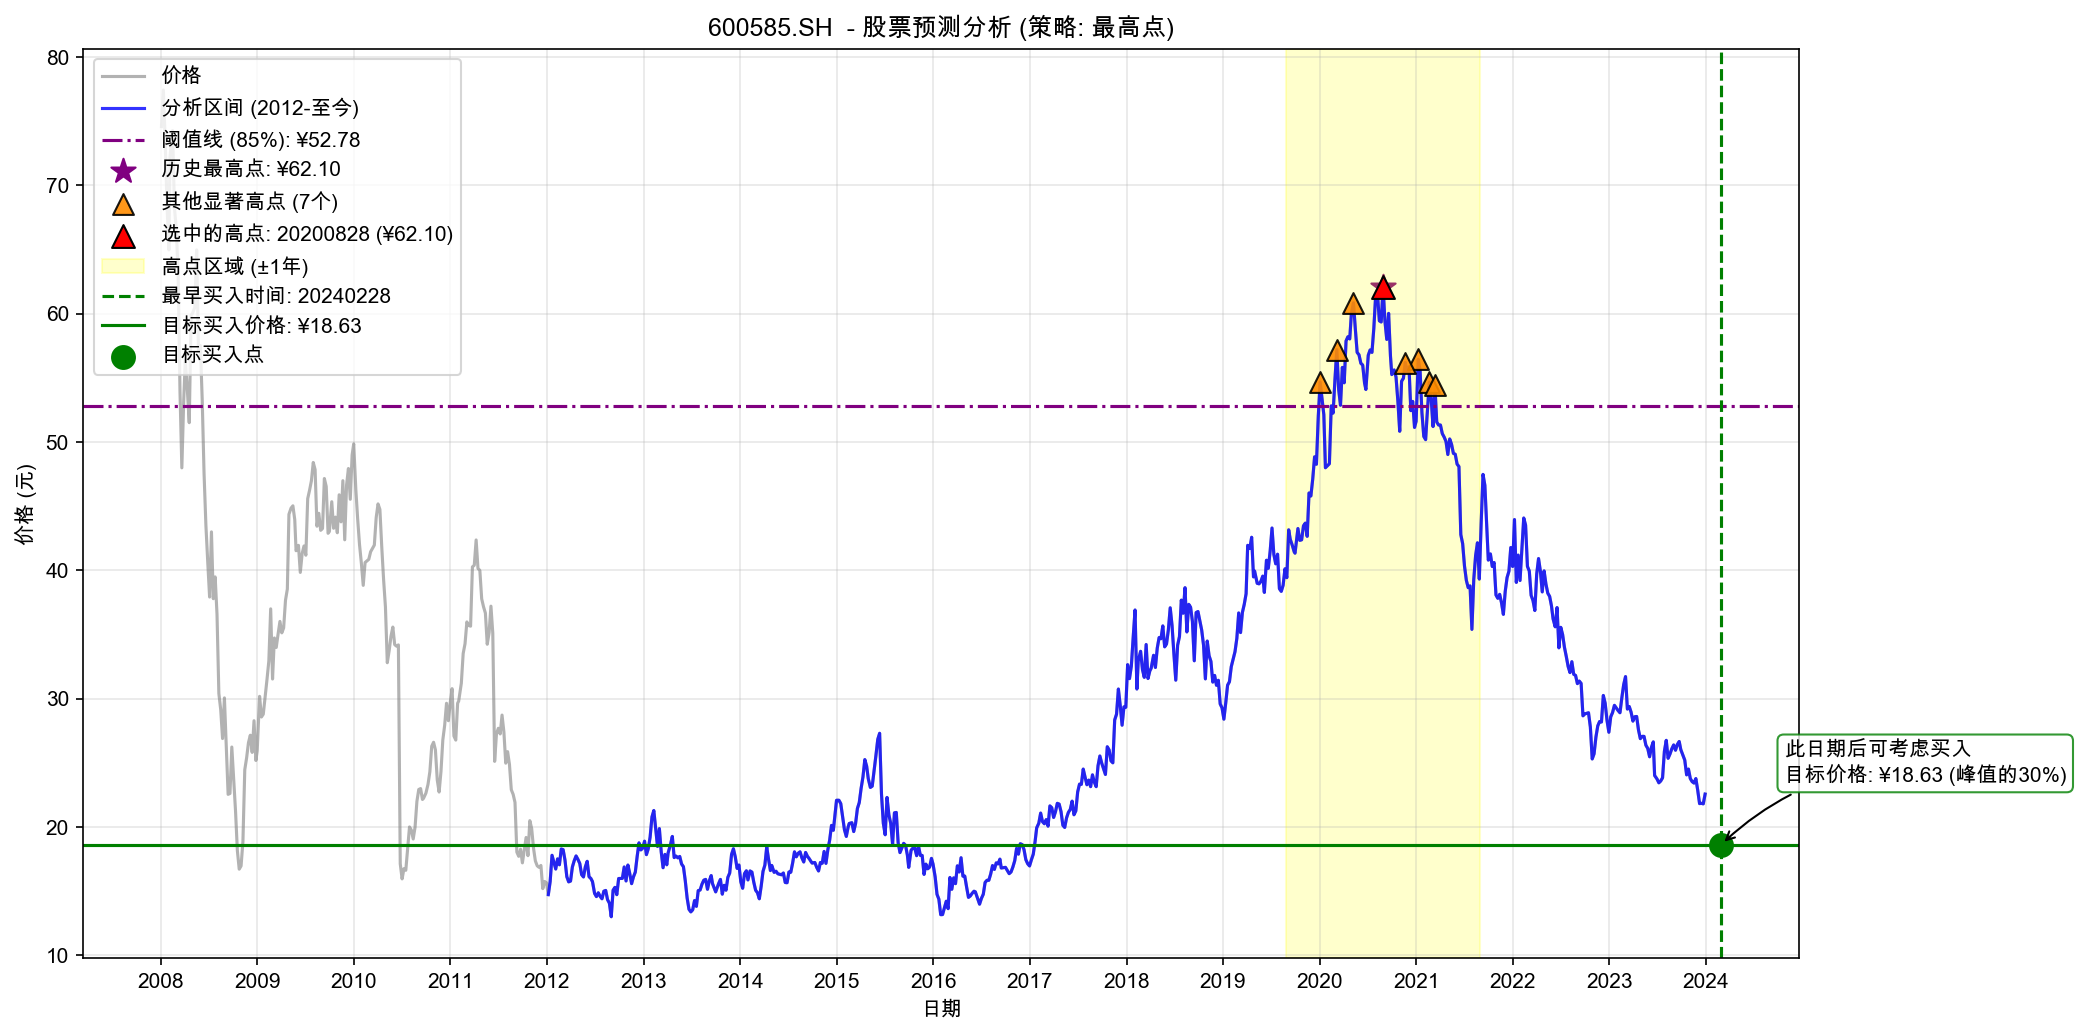 600585.SH  - 股票预测分析 (策略: 最高点)
价格
分析区间 (2012-至今)
阈值线 (85%): ¥52.78
历史最高点: ¥62.10
其他显著高点 (7个)
选中的高点: 20200828 (¥62.10)
高点区域 (±1年)
最早买入时间: 20240228
目标买入价格: ¥18.63
目标买入点
80
70
60
50
40
30
20
10
价格 (元)
此日期后可考虑买入
目标价格: ¥18.63 (峰值的30%)
2008 2009 2010 2011 2012 2013 2014 2015 2016 2017 2018 2019 2020 2021 2022 2023 2024
日期